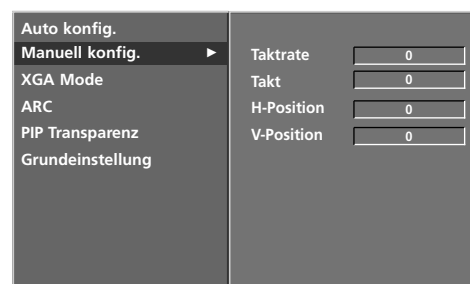 Auto konfig.
Manuell konfig. ►
XGA Mode
ARC
PIP Transparenz
Grundeinstellung
Taktrate 0
Takt 0
H-Position 0
V-Position 0